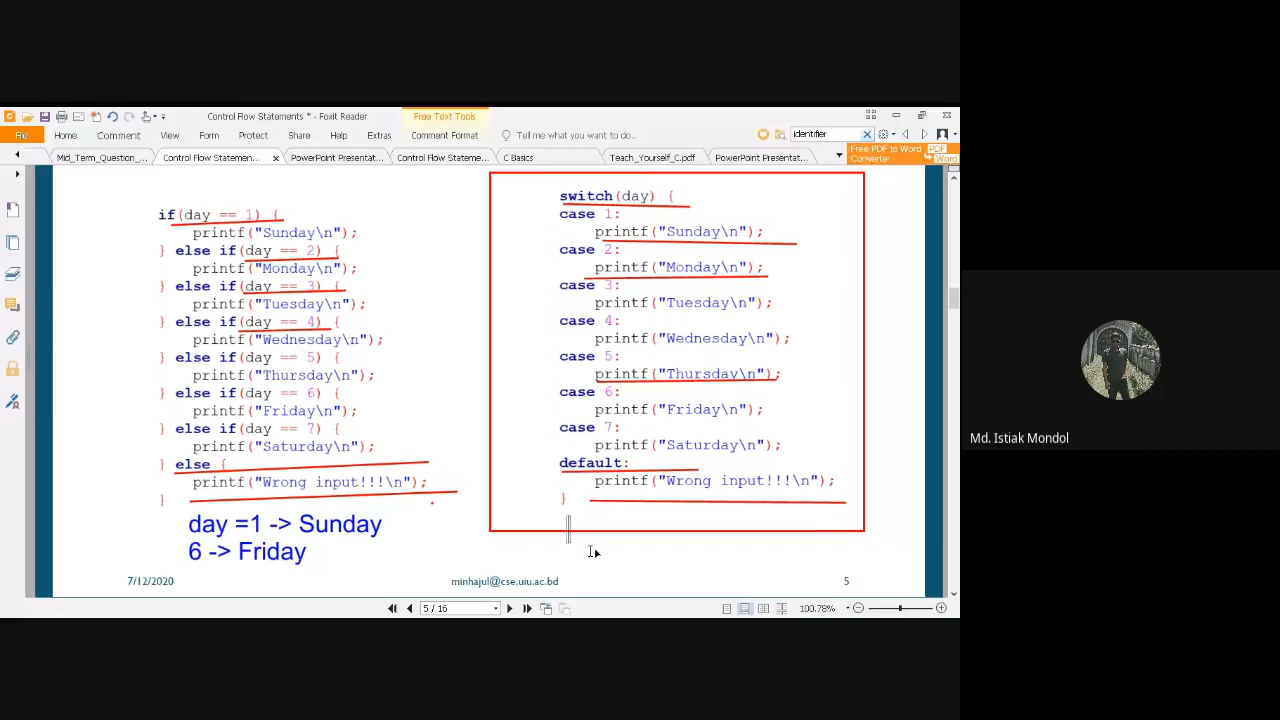 Control Flow Statements * - Foxit Reader
Free Text Tools
File
Home
Comment
View
Form
Protect
Share
Help
Extras
Comment Format
Tell me what you want to do..
identifier
Mid_Term_Question_...
Control Flow Statemen...
PowerPoint Presentat...
Control Flow Stateme...
C Basics
Teach_Yourself_C.pdf
PowerPoint Presentat...
Free PDF to Word
Converter
PDF
Word
if(day == 1) {
printf("Sunday\n");
} else if(day == 2) {
printf("Monday\n");
} else if(day == 3) {
printf("Tuesday\n");
} else if(day == 4) {
printf("Wednesday\n");
} else if(day == 5) {
printf("Thursday\n");
} else if(day == 6) {
printf("Friday\n");
} else if(day == 7) {
printf("Saturday\n");
} else {
printf("Wrong input!!!\n");
}
day =1 -> Sunday
6 -> Friday
switch(day) {
case 1:
printf("Sunday\n");
case 2:
printf("Monday\n");
case 3:
printf("Tuesday\n");
case 4:
printf("Wednesday\n");
case 5:
printf("Thursday\n");
case 6:
printf("Friday\n");
case 7:
printf("Saturday\n");
default:
printf("Wrong input!!!\n");
}
7/12/2020
minhajul@cse.uiu.ac.bd
5
5 / 16
100.78%
Md. Istiak Mondol